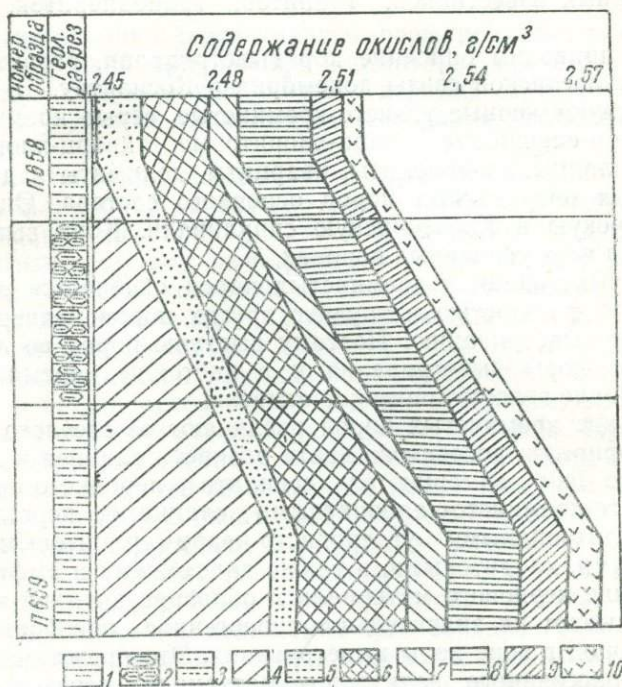 Номер образца
Геол. разрез
Содержание окислов, г/см³
2,45 2,48 2,51 2,54 2,57
П658
П659
1 2 3 4 5 6 7 8 9 10